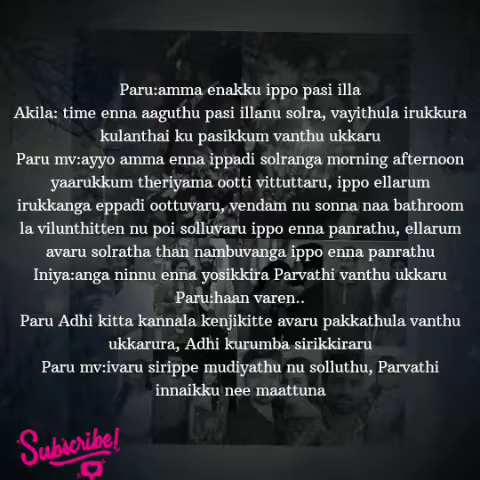 Paru:amma enakku ippo pasi illa
Akila: time enna aaguthu pasi illanu solra, vayithula irukkura
kulanthai ku pasikkum vanthu ukkaru
Paru mv:ayyo amma enna ippadi solranga morning afternoon
yaarukkum theriyama ootti vittuttaru, ippo ellarum
irukkanga eppadi oottuvaru, vendam nu sonna naa bathroom
la vilunthitten nu poi solluvaru ippo enna panrathu, ellarum
avaru solratha than nambuvanga ippo enna panrathu
Iniya:anga ninnu enna yosikkira Parvathi vanthu ukkaru
Paru:haan varen..
Paru Adhi kitta kannala kenjikitte avaru pakkathula vanthu
ukkarura, Adhi kurumba sirikkiraru
Paru mv:ivaru sirippe mudiyathu nu solluthu, Parvathi
innaikku nee maattuna
Subscribe!